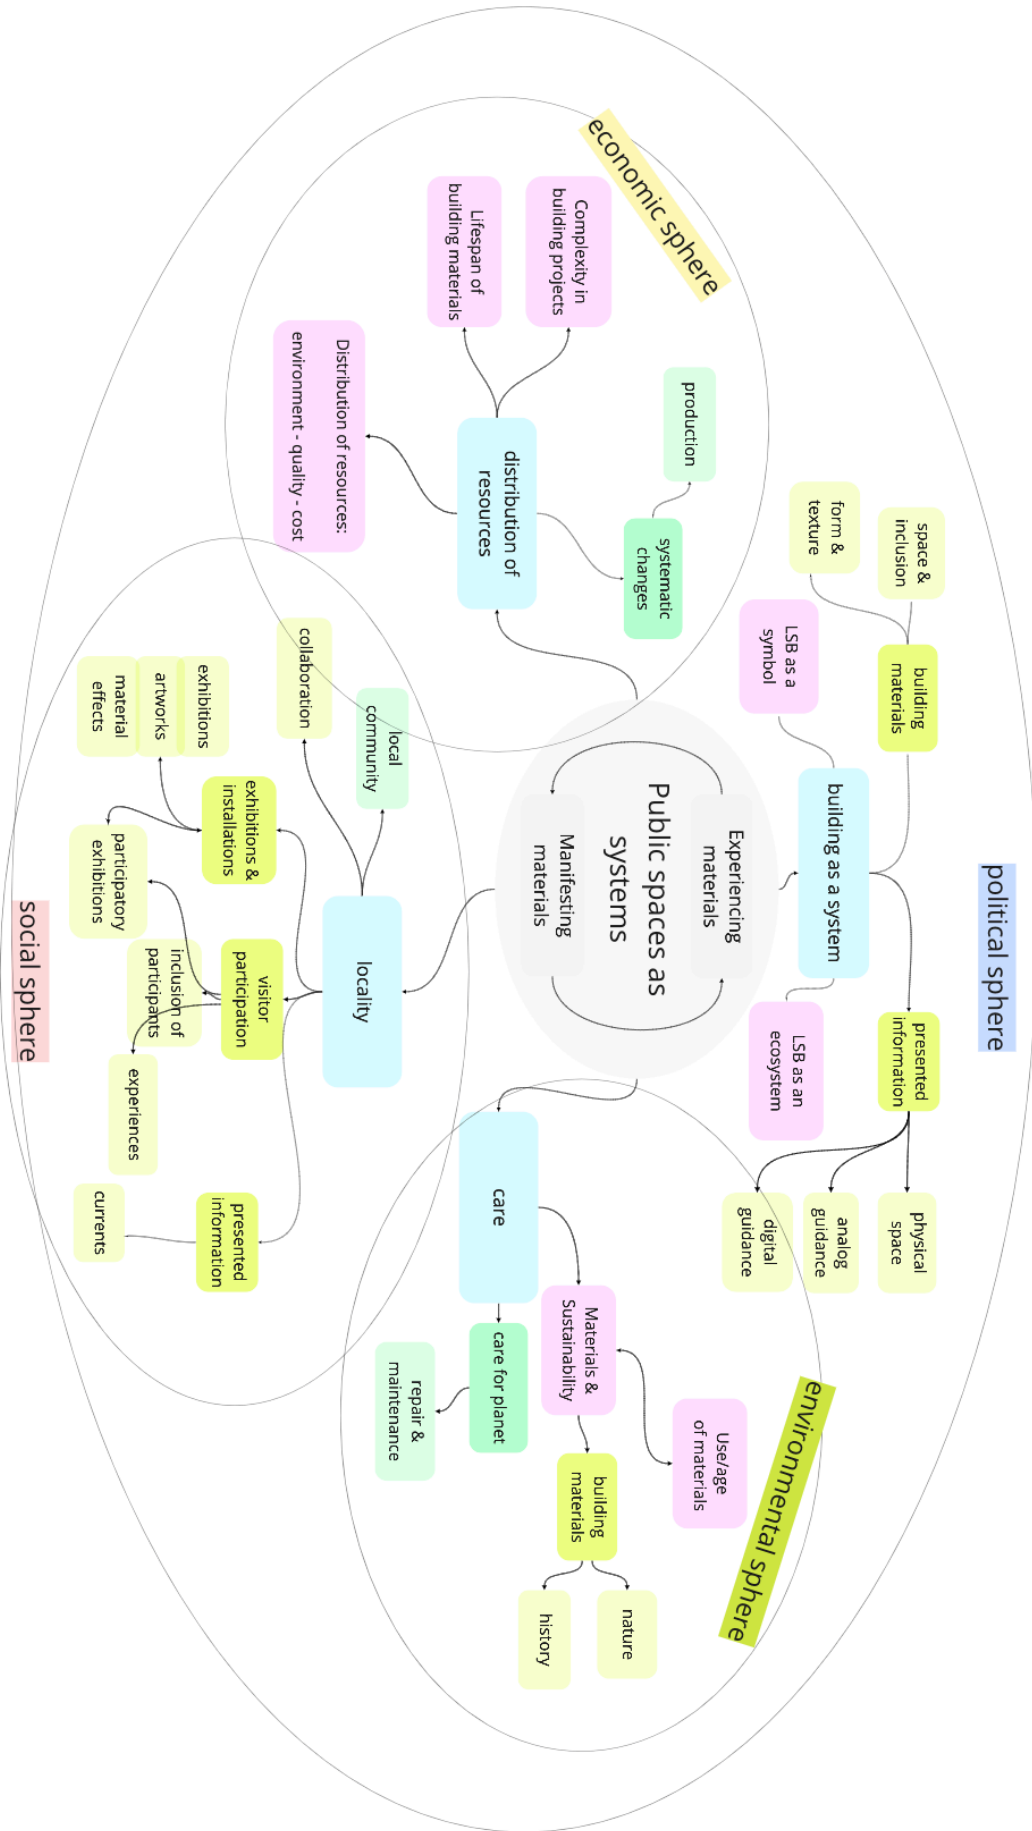 political sphere
economic sphere
environmental sphere
social sphere
Public spaces as
systems
Experiencing
materials
Manifesting
materials
building as a system
LSB as a
symbol
LSB as an
ecosystem
building
materials
space &
inclusion
form &
texture
presented
information
physical
space
analog
guidance
digital
guidance
distribution of
resources
Complexity in
building projects
Lifespan of
building materials
Distribution of resources:
environment - quality - cost
systematic
changes
production
locality
local
community
collaboration
exhibitions &
installations
exhibitions
artworks
material
effects
participatory
exhibitions
visitor
participation
inclusion of
participants
experiences
presented
information
currents
care
Materials &
Sustainability
Use/age
of materials
building
materials
nature
history
care for planet
repair &
maintenance